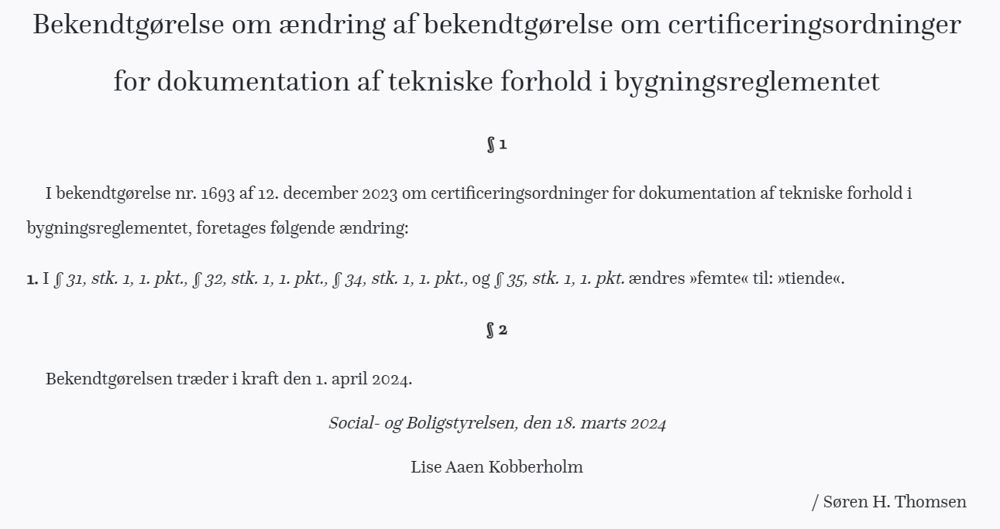 Bekendtgørelse om ændring af bekendtgørelse om certificeringsordninger
for dokumentation af tekniske forhold i bygningsreglementet
§ 1
I bekendtgørelse nr. 1693 af 12. december 2023 om certificeringsordninger for dokumentation af tekniske forhold i
bygningsreglementet, foretages følgende ændring:
1. I § 31, stk. 1, 1. pkt., § 32, stk. 1, 1. pkt., § 34, stk. 1, 1. pkt., og § 35, stk. 1, 1. pkt. ændres »femte« til: »tiende«.
§ 2
Bekendtgørelsen træder i kraft den 1. april 2024.
Social- og Boligstyrelsen, den 18. marts 2024
Lise Aaen Kobberholm
/ Søren H. Thomsen